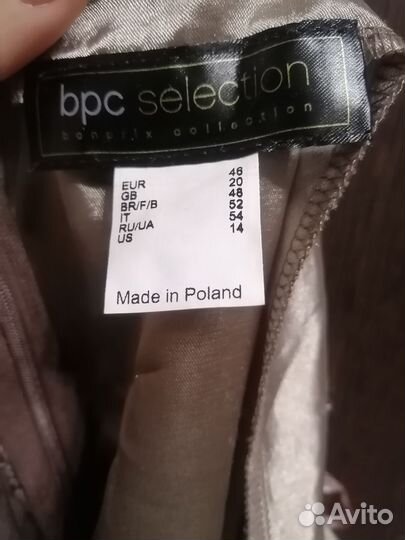 bpc selection
bonprix collection
EUR 46
GB 20
BR/F/B 48
IT 52
RU/UA 54
US 14
Made in Poland
Avito